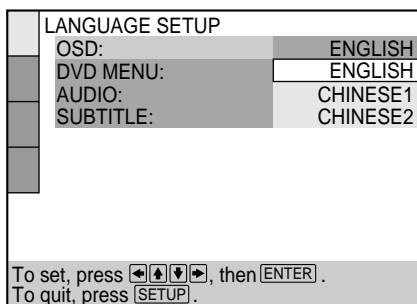 LANGUAGE SETUP
OSD: ENGLISH
DVD MENU: ENGLISH
AUDIO: CHINESE1
SUBTITLE: CHINESE2
To set, press ←↑↓→, then ENTER .
To quit, press SETUP .